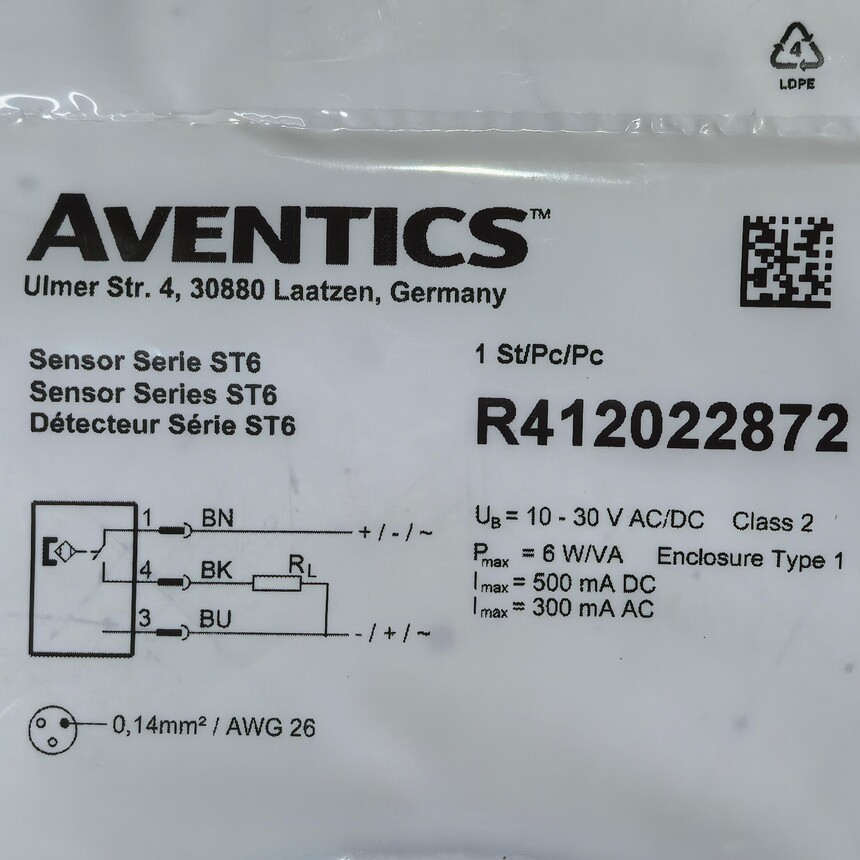 4
LDPE
AVENTICS™
Ulmer Str. 4, 30880 Laatzen, Germany
Sensor Serie ST6
Sensor Series ST6
Détecteur Série ST6
1 St/Pc/Pc
R412022872
1 BN +/-/~
4 BK RL
3 BU -/+/~
UB = 10 - 30 V AC/DC Class 2
Pmax = 6 W/VA Enclosure Type 1
Imax = 500 mA DC
Imax = 300 mA AC
0,14mm² / AWG 26